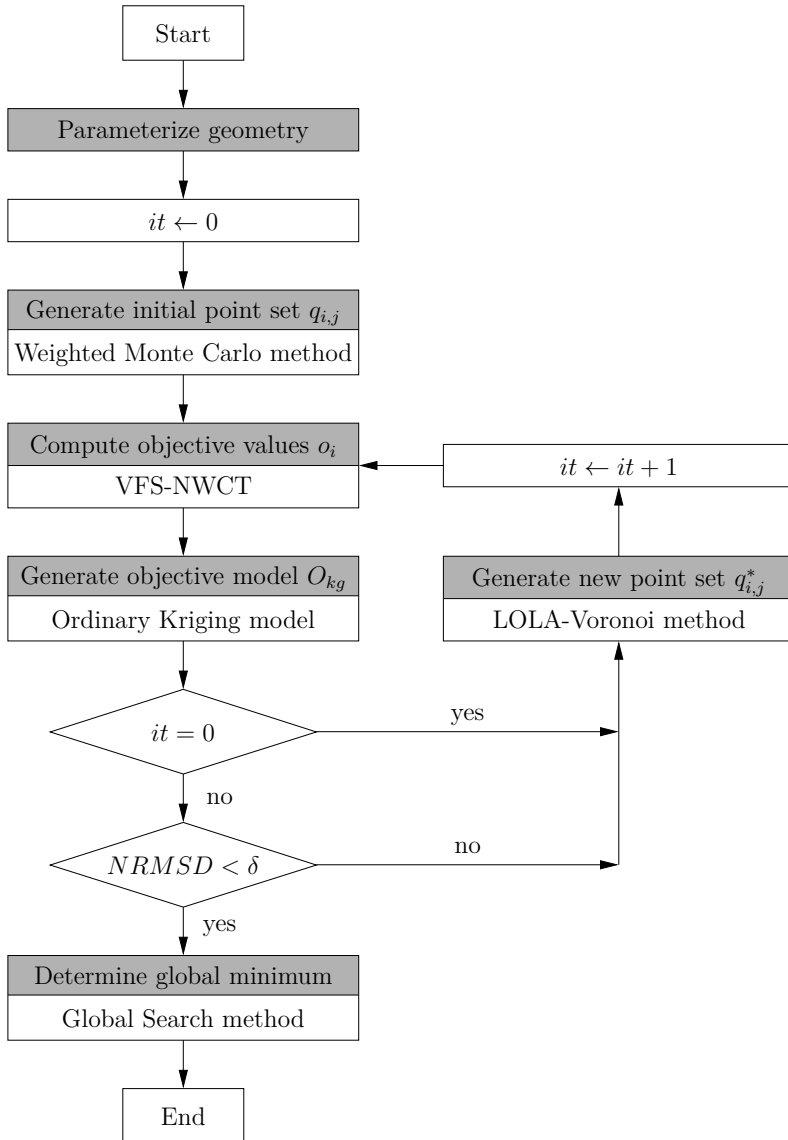 Start
Parameterize geometry
it ← 0
Generate initial point set q_{i,j}
Weighted Monte Carlo method
Compute objective values o_i
VFS-NWCT
it ← it + 1
Generate objective model O_{kg}
Ordinary Kriging model
Generate new point set q^*_{i,j}
LOLA-Voronoi method
it = 0
yes
no
NRMSD < δ
no
yes
Determine global minimum
Global Search method
End